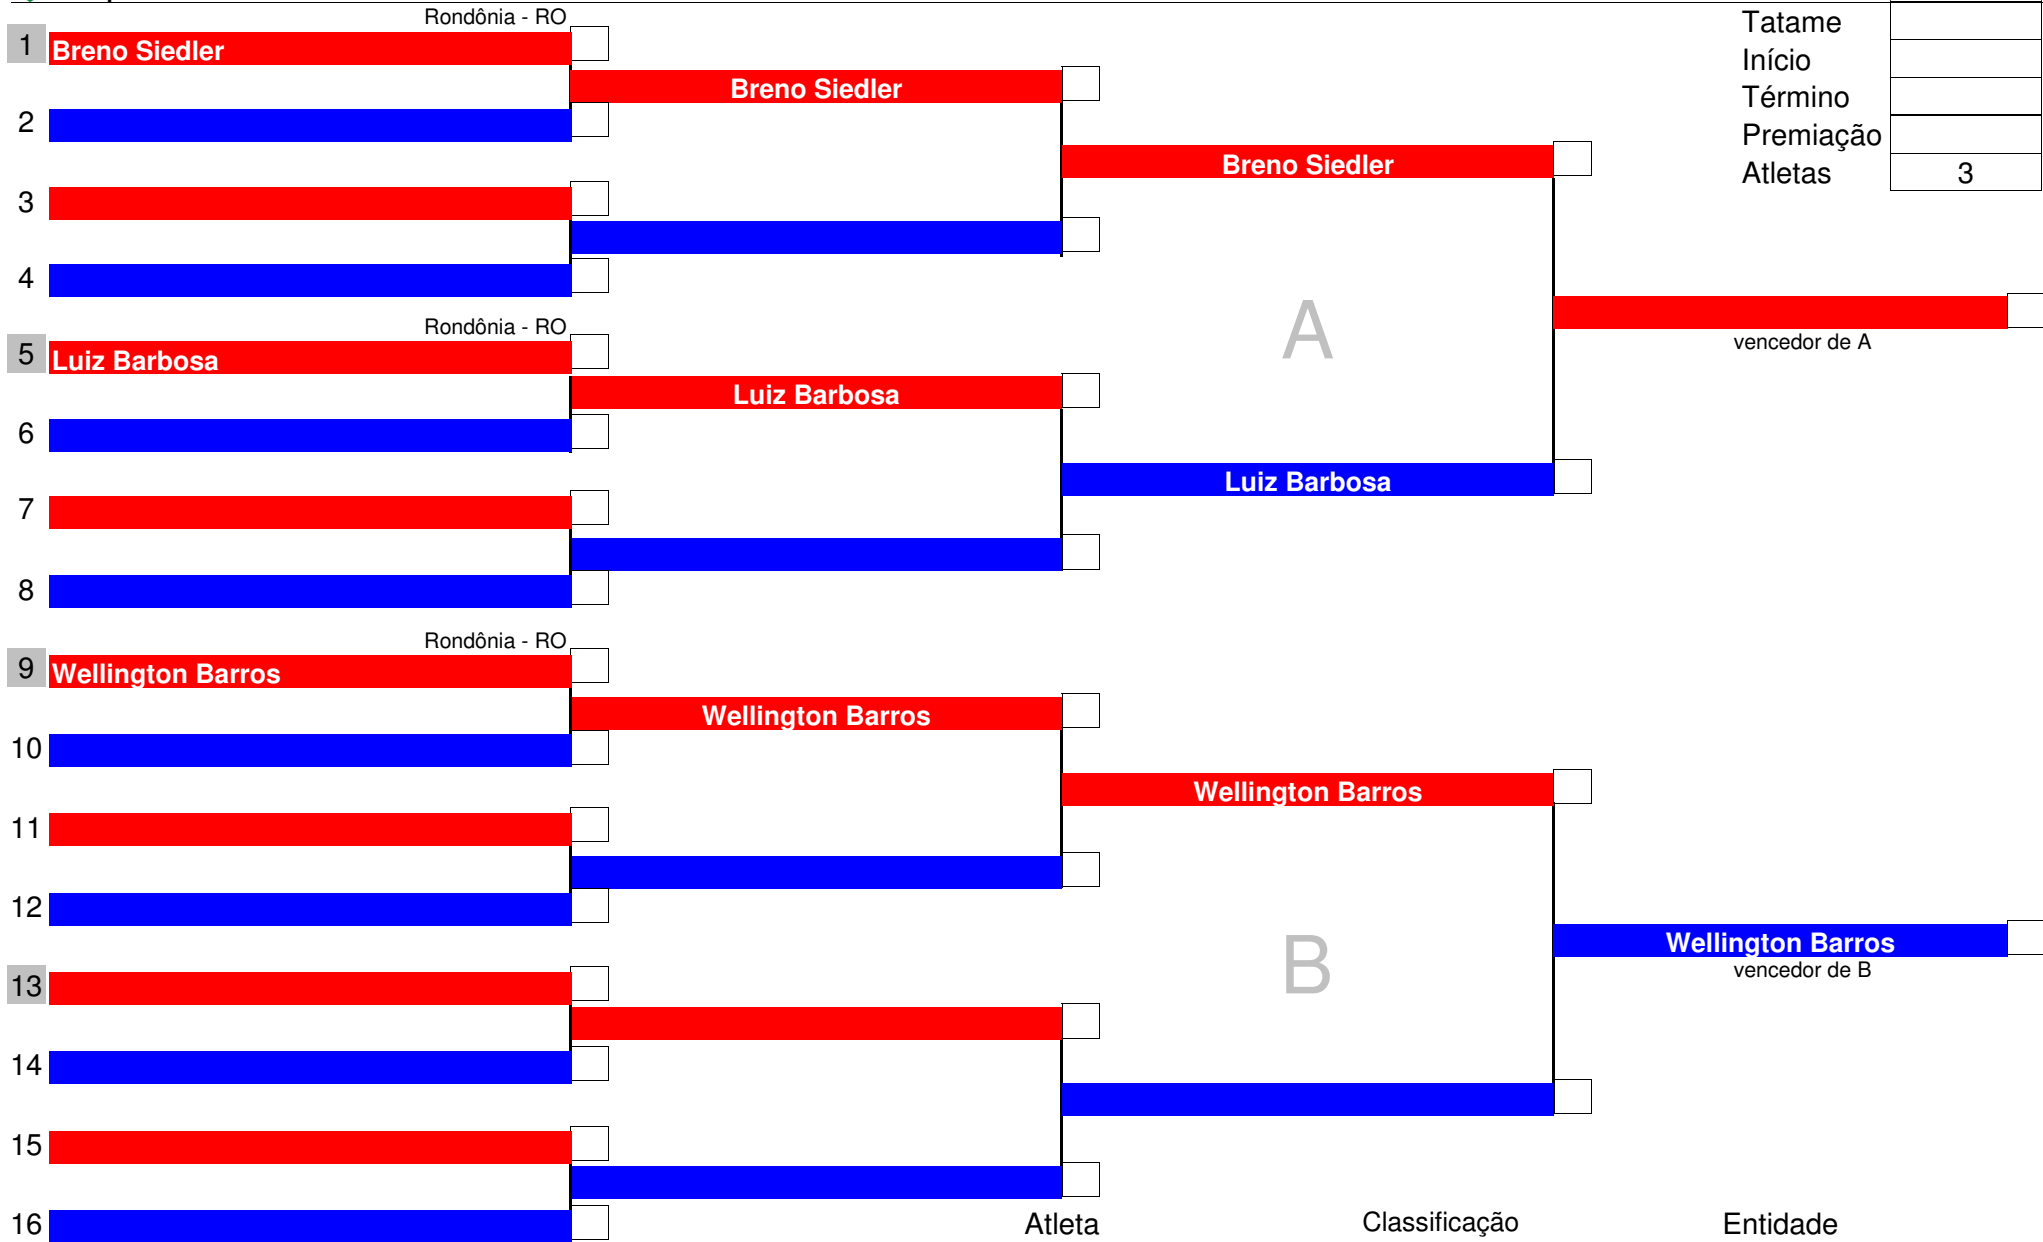 Rondônia - RO
Tatame
1 Breno Siedler
Início
Breno Siedler
Término
2
Premiação
Breno Siedler
Atletas 3
3
4
A
Rondônia - RO
vencedor de A
5 Luiz Barbosa
Luiz Barbosa
6
Luiz Barbosa
7
8
Rondônia - RO
9 Wellington Barros
Wellington Barros
10
Wellington Barros
11
12
Wellington Barros
B
vencedor de B
13
14
15
16
Atleta Classificação Entidade